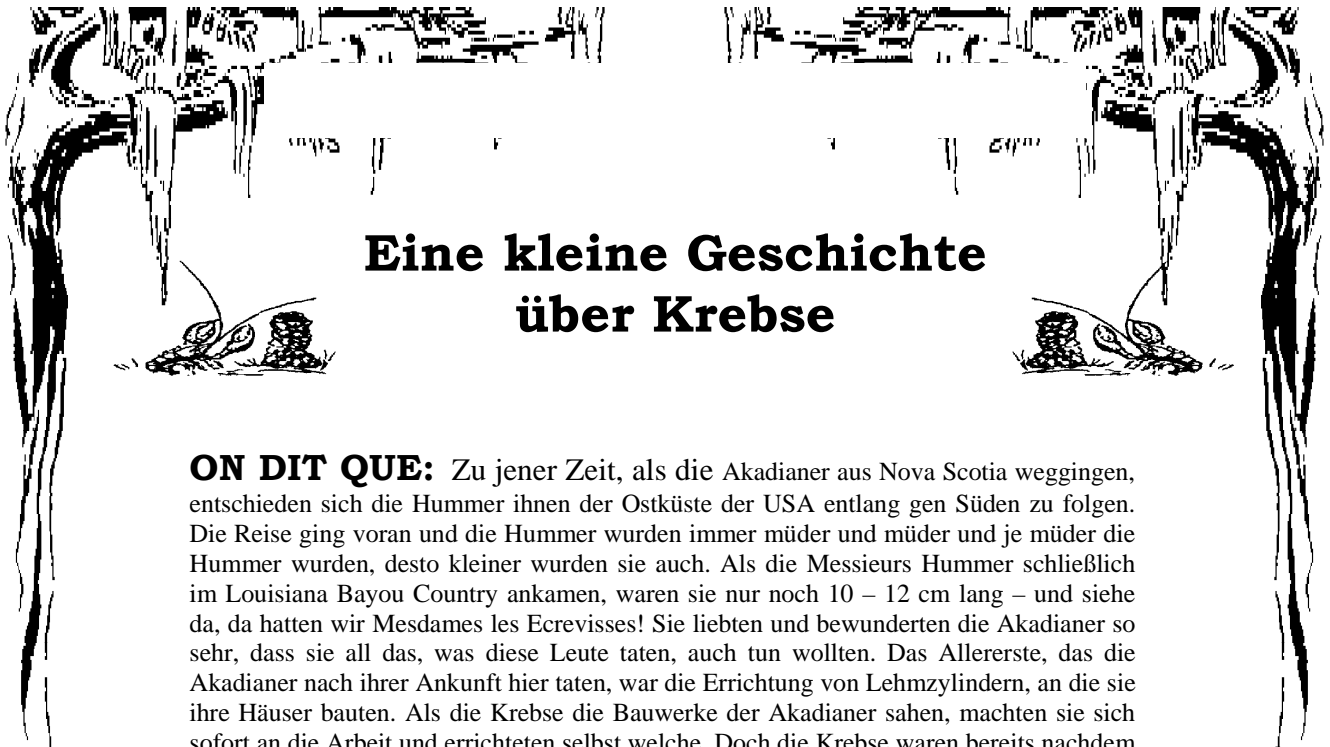 Eine kleine Geschichte
über Krebse
ON DIT QUE: Zu jener Zeit, als die Akadianer aus Nova Scotia weggingen,
entschieden sich die Hummer ihnen der Ostküste der USA entlang gen Süden zu folgen.
Die Reise ging voran und die Hummer wurden immer müder und müder und je müder die
Hummer wurden, desto kleiner wurden sie auch. Als die Messieurs Hummer schließlich
im Louisiana Bayou Country ankamen, waren sie nur noch 10 – 12 cm lang – und siehe
da, da hatten wir Mesdames les Ecrevisses! Sie liebten und bewunderten die Akadianer so
sehr, dass sie all das, was diese Leute taten, auch tun wollten. Das Allererste, das die
Akadianer nach ihrer Ankunft hier taten, war die Errichtung von Lehmzylindern, an die sie
ihre Häuser bauten. Als die Krebse die Bauwerke der Akadianer sahen, machten sie sich
sofort an die Arbeit und errichteten selbst welche. Doch die Krebse waren bereits nachdem